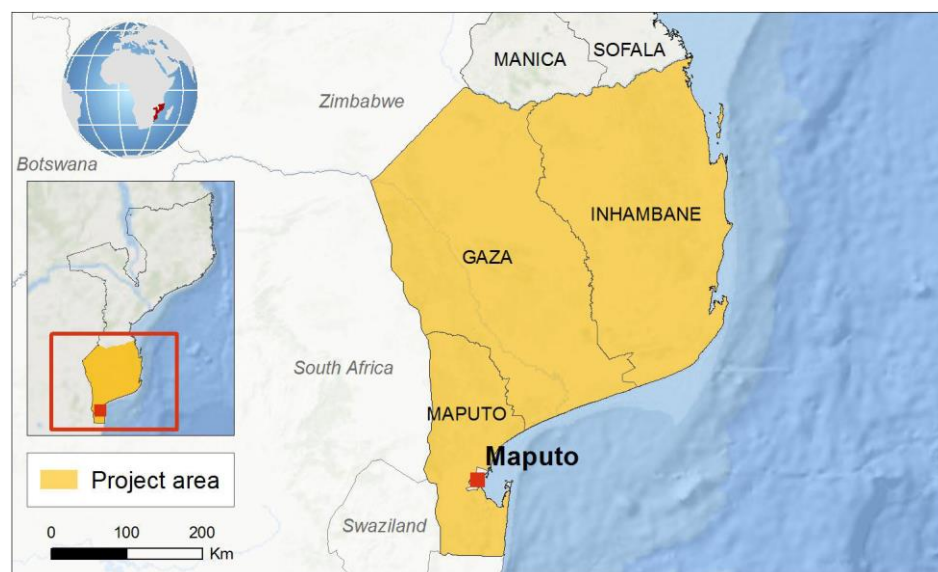 MANICA
SOFALA
Zimbabwe
Botswana
INHAMBANE
GAZA
South Africa
MAPUTO
Maputo
Project area
Swaziland
0 100 200
Km